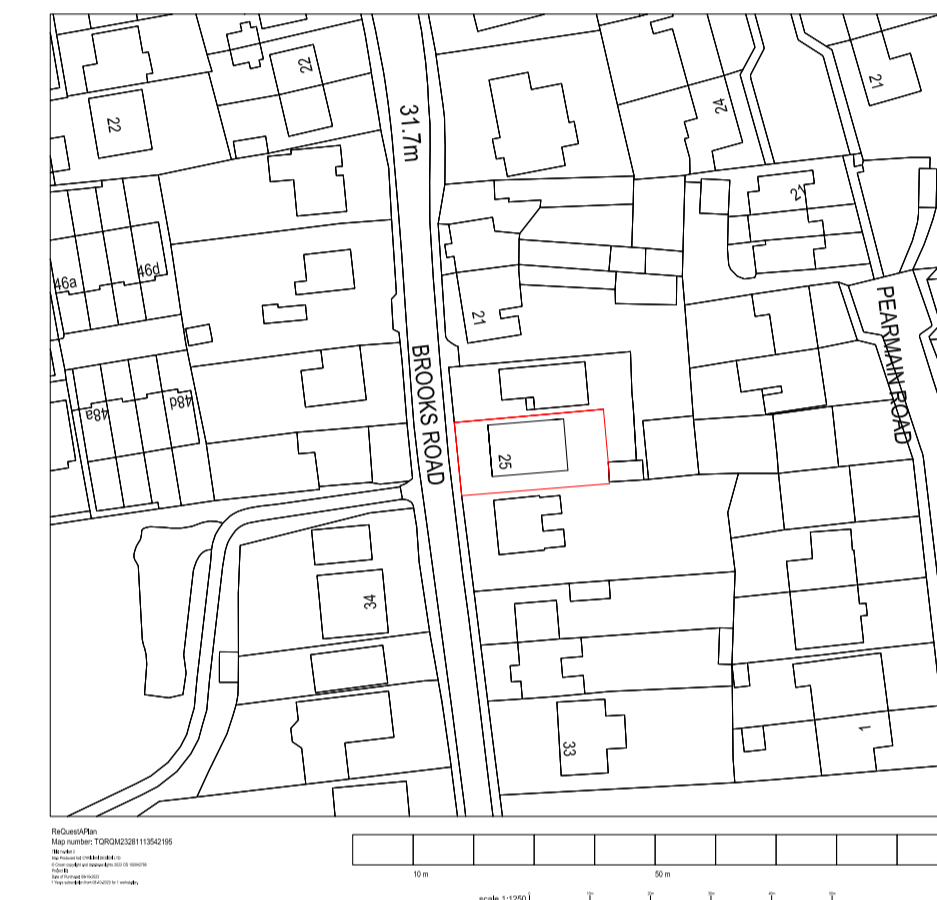 22
22
31.7m
24
21
21
46a
46d
21
PEARMAIN ROAD
BROOKS ROAD
48a
48d
25
34
33
1
ReQuestAPlan
Map number: TQRQM23281113542195
10 m
50 m
scale 1:1250